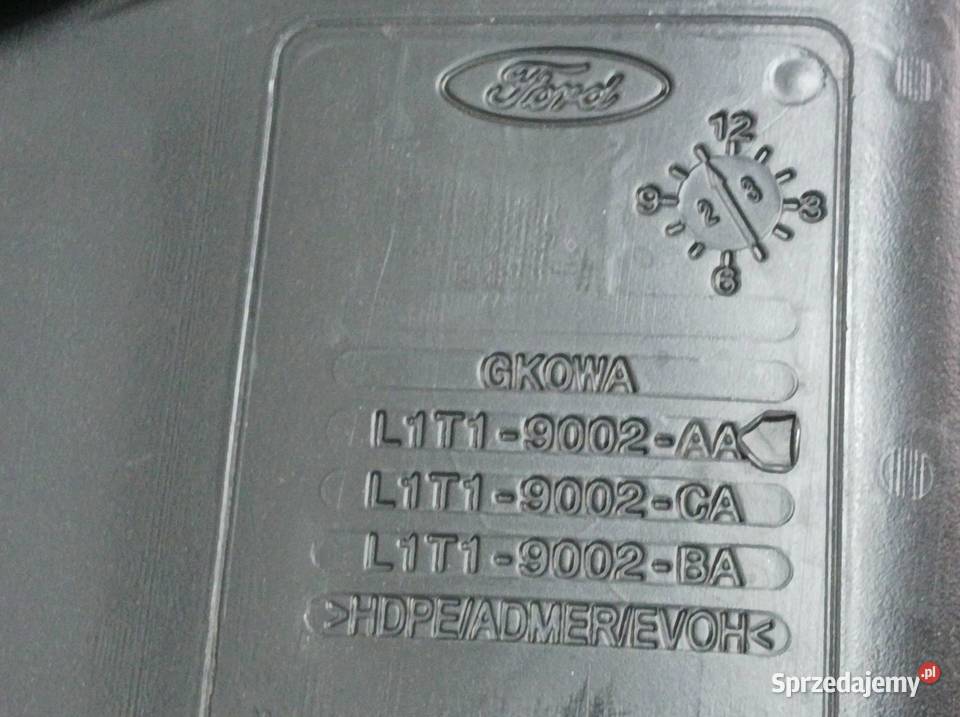 Ford
12
9 2 3 3
6
GKOWA
L1T1-9002-AA
L1T1-9002-CA
L1T1-9002-BA
>HDPE/ADMER/EVOH<
Sprzedajemy.pl